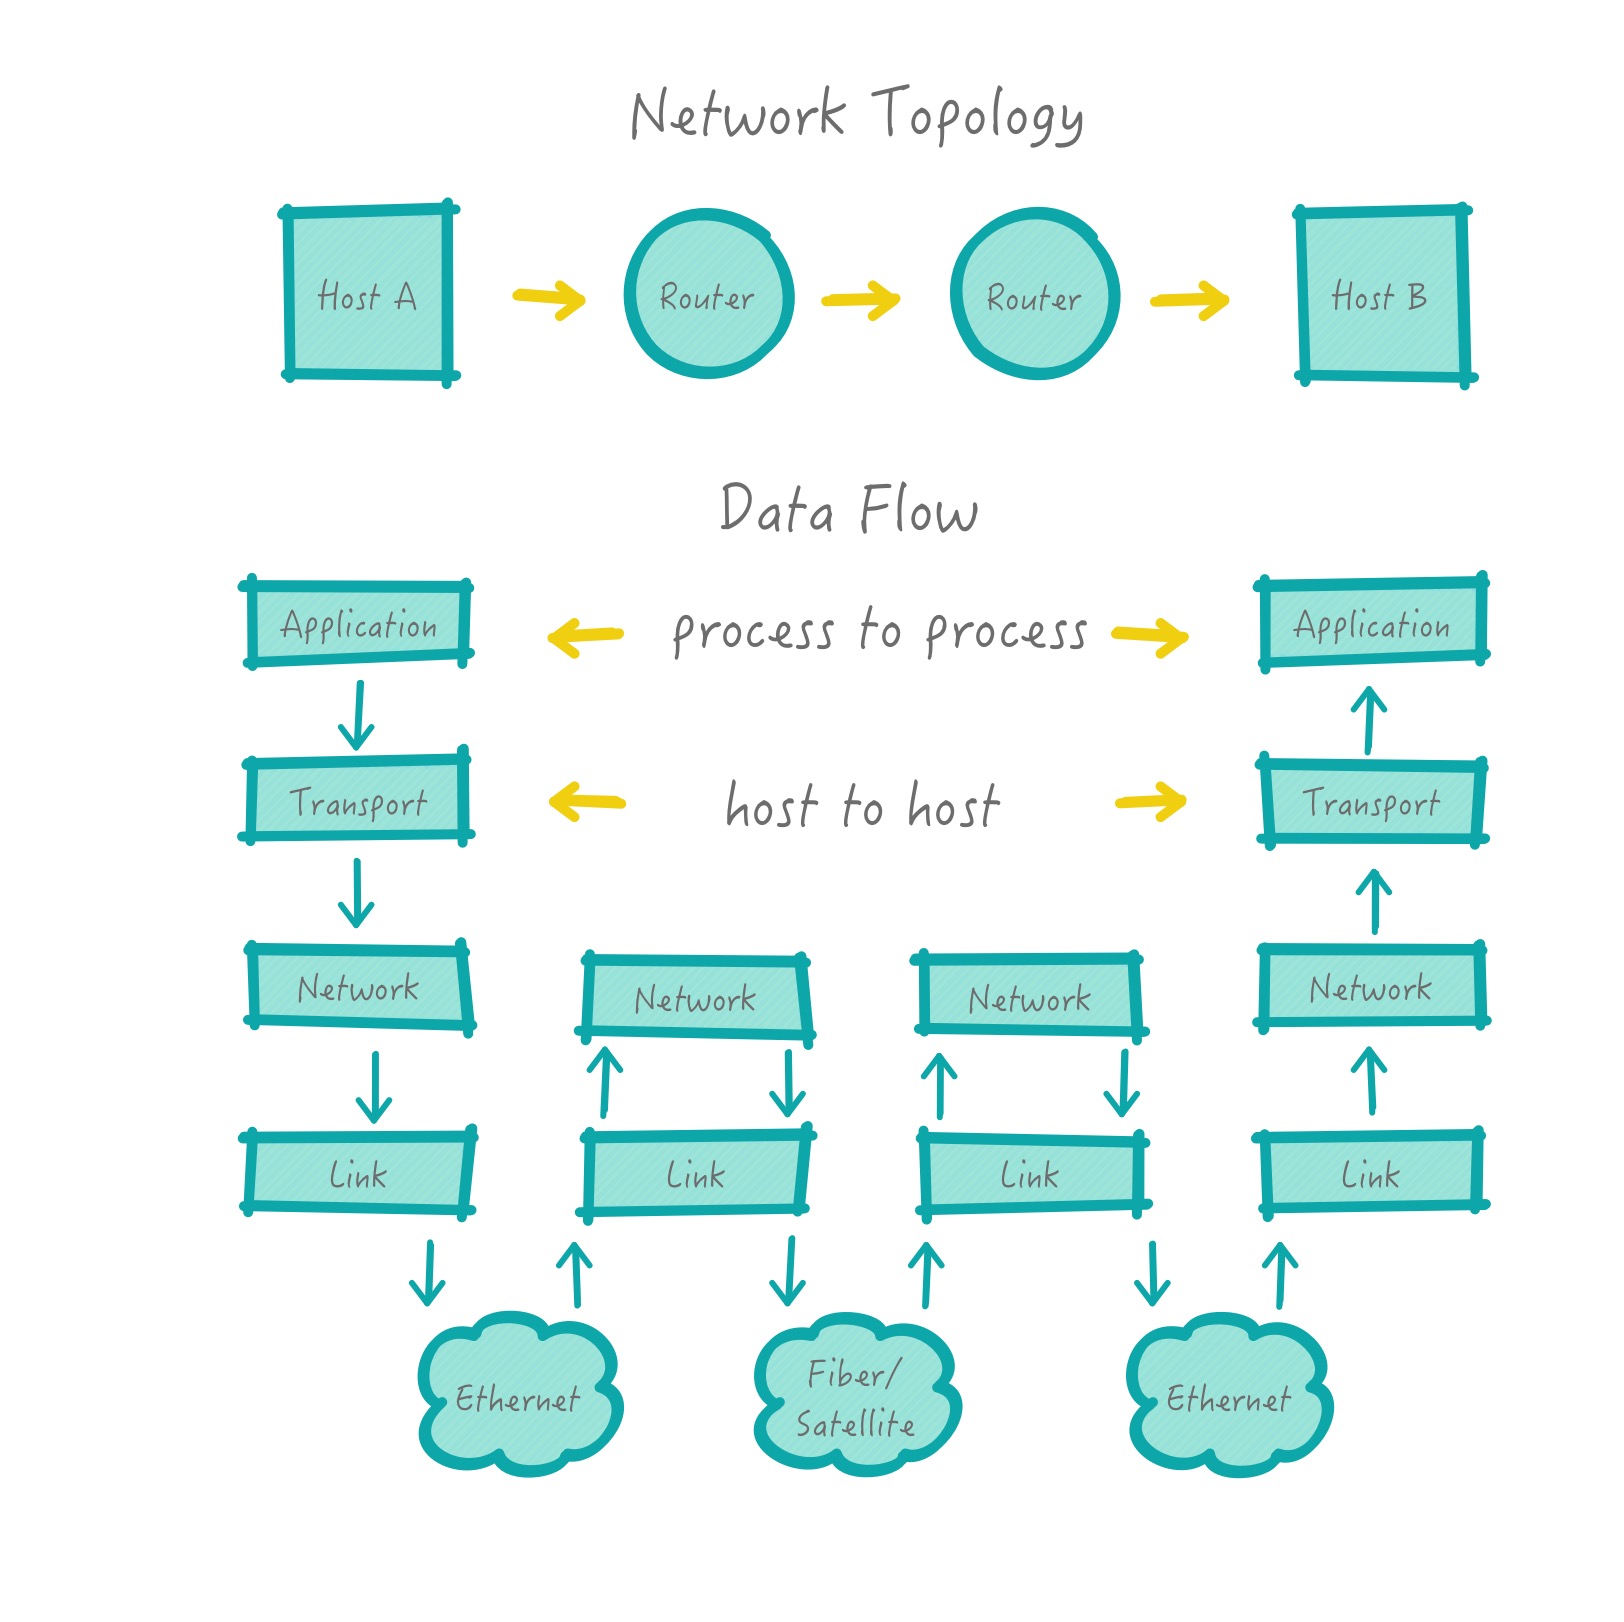 Network Topology
Host A
Router
Router
Host B
Data Flow
Application
process to process
Application
Transport
host to host
Transport
Network
Network
Network
Network
Link
Link
Link
Link
Ethernet
Fiber/
Satellite
Ethernet